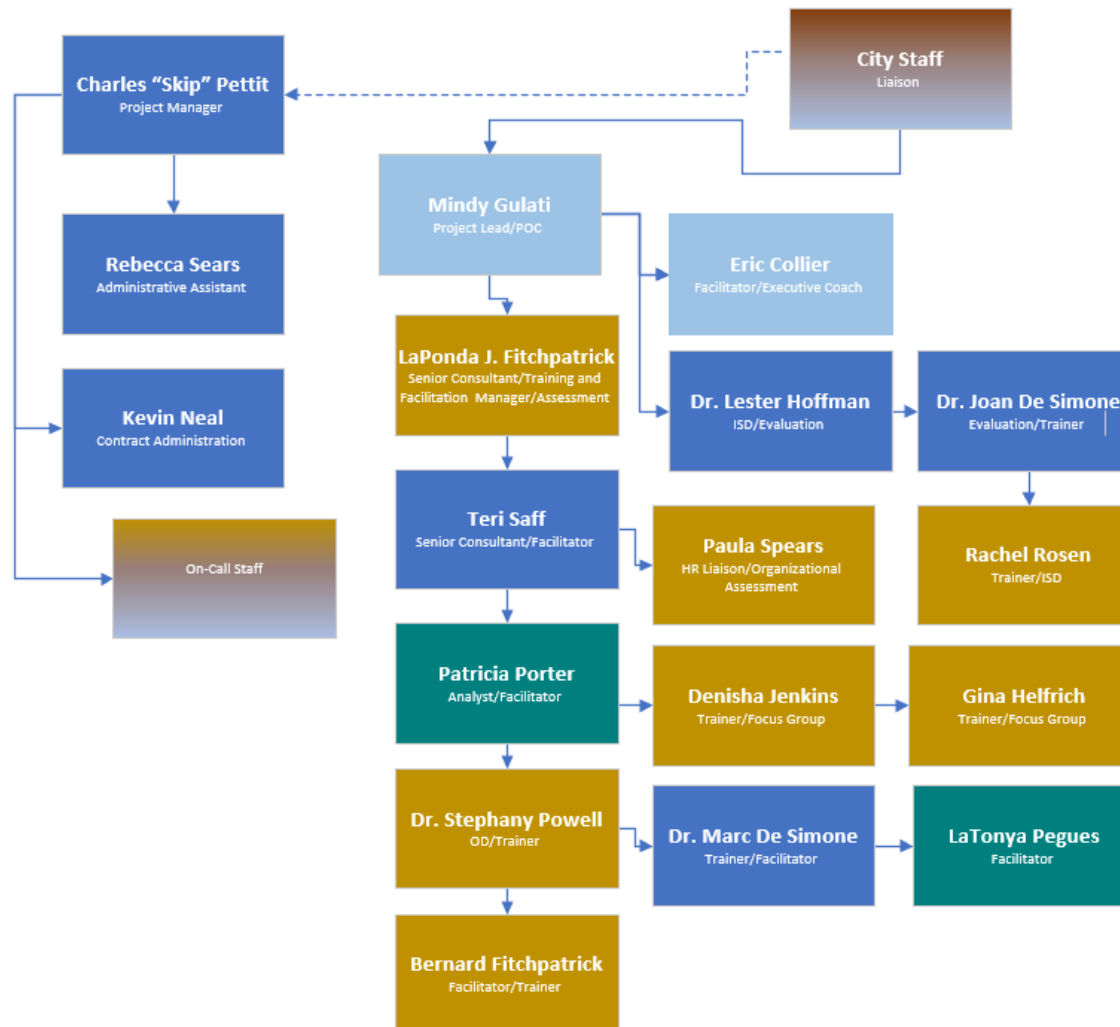 City Staff
Liaison
Charles “Skip” Pettit
Project Manager
Mindy Gulati
Project Lead/POC
Rebecca Sears
Administrative Assistant
Eric Collier
Facilitator/Executive Coach
LaPonda J. Fitchpatrick
Senior Consultant/Training and
Facilitation Manager/Assessment
Kevin Neal
Contract Administration
Dr. Lester Hoffman
ISD/Evaluation
Dr. Joan De Simone
Evaluation/Trainer
Teri Saff
Senior Consultant/Facilitator
On-Call Staff
Paula Spears
HR Liaison/Organizational
Assessment
Rachel Rosen
Trainer/ISD
Patricia Porter
Analyst/Facilitator
Denisha Jenkins
Trainer/Focus Group
Gina Helfrich
Trainer/Focus Group
Dr. Stephany Powell
OD/Trainer
Dr. Marc De Simone
Trainer/Facilitator
LaTonya Pegues
Facilitator
Bernard Fitchpatrick
Facilitator/Trainer